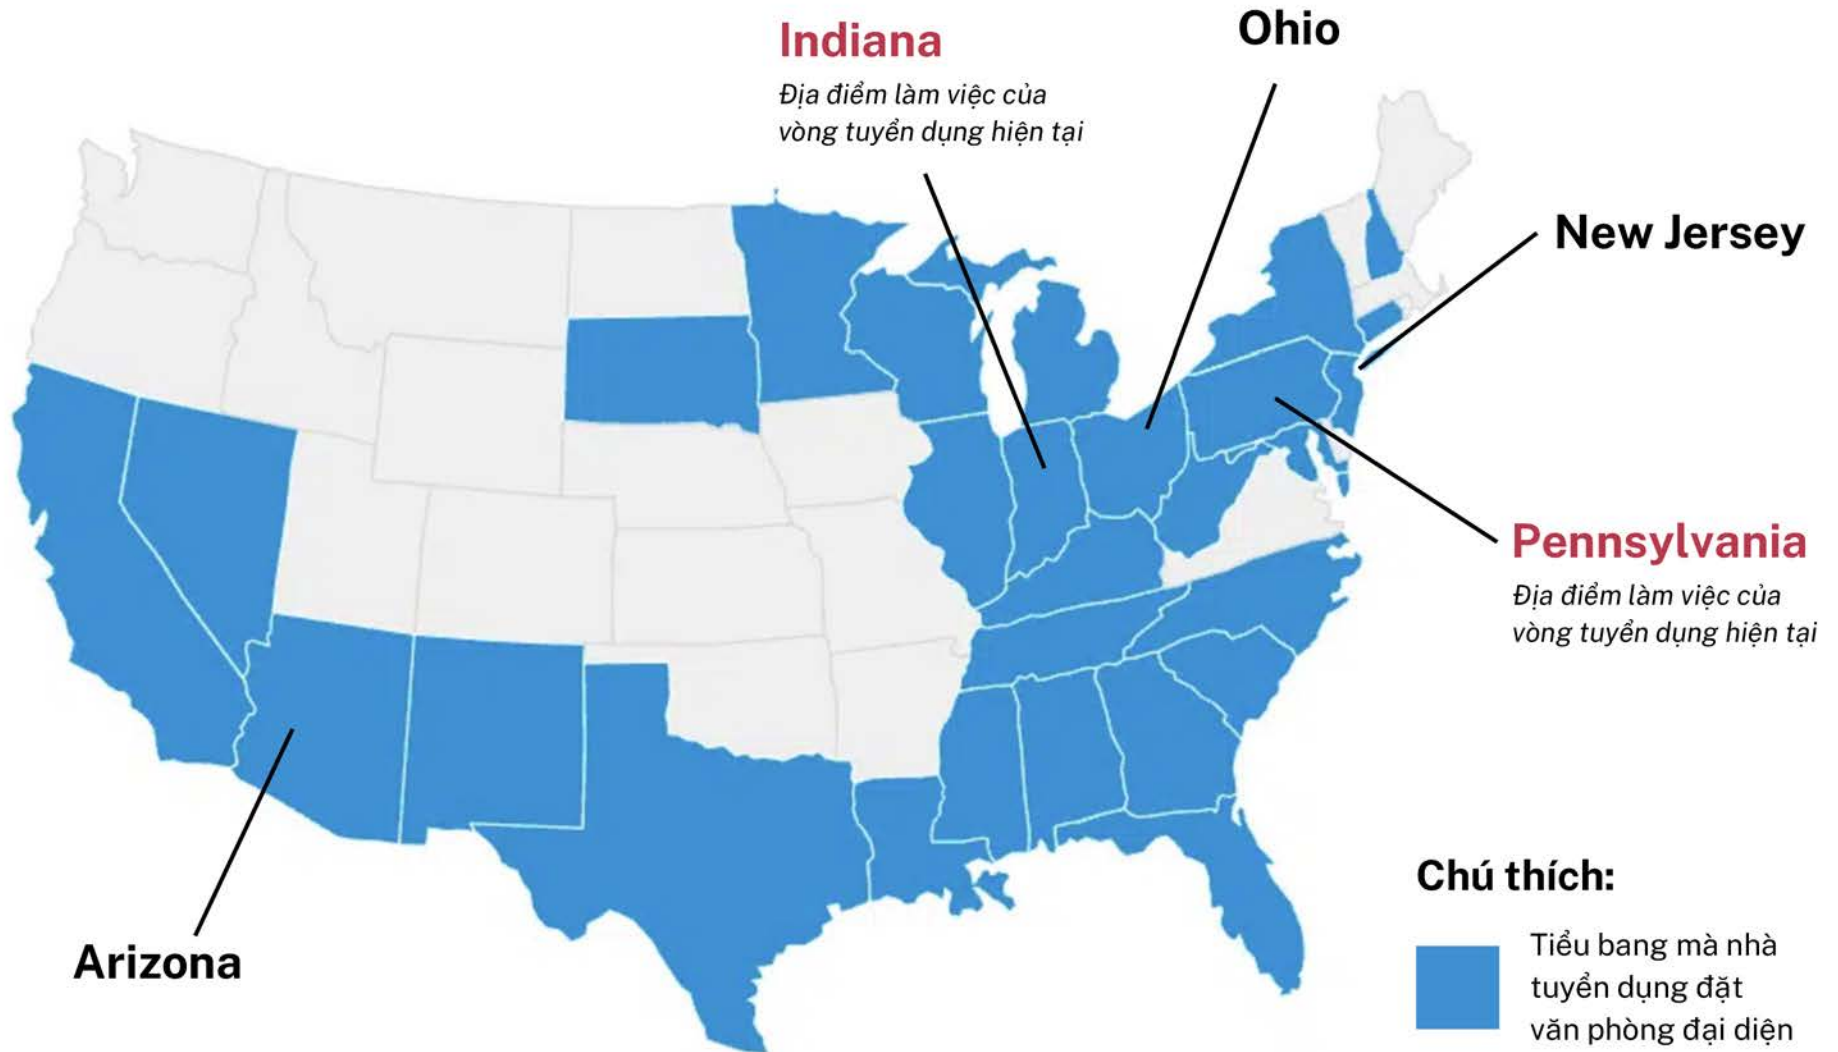 Indiana
Địa điểm làm việc của
vòng tuyển dụng hiện tại
Ohio
New Jersey
Pennsylvania
Địa điểm làm việc của
vòng tuyển dụng hiện tại
Arizona
Chú thích:
Tiểu bang mà nhà
tuyển dụng đặt
văn phòng đại diện